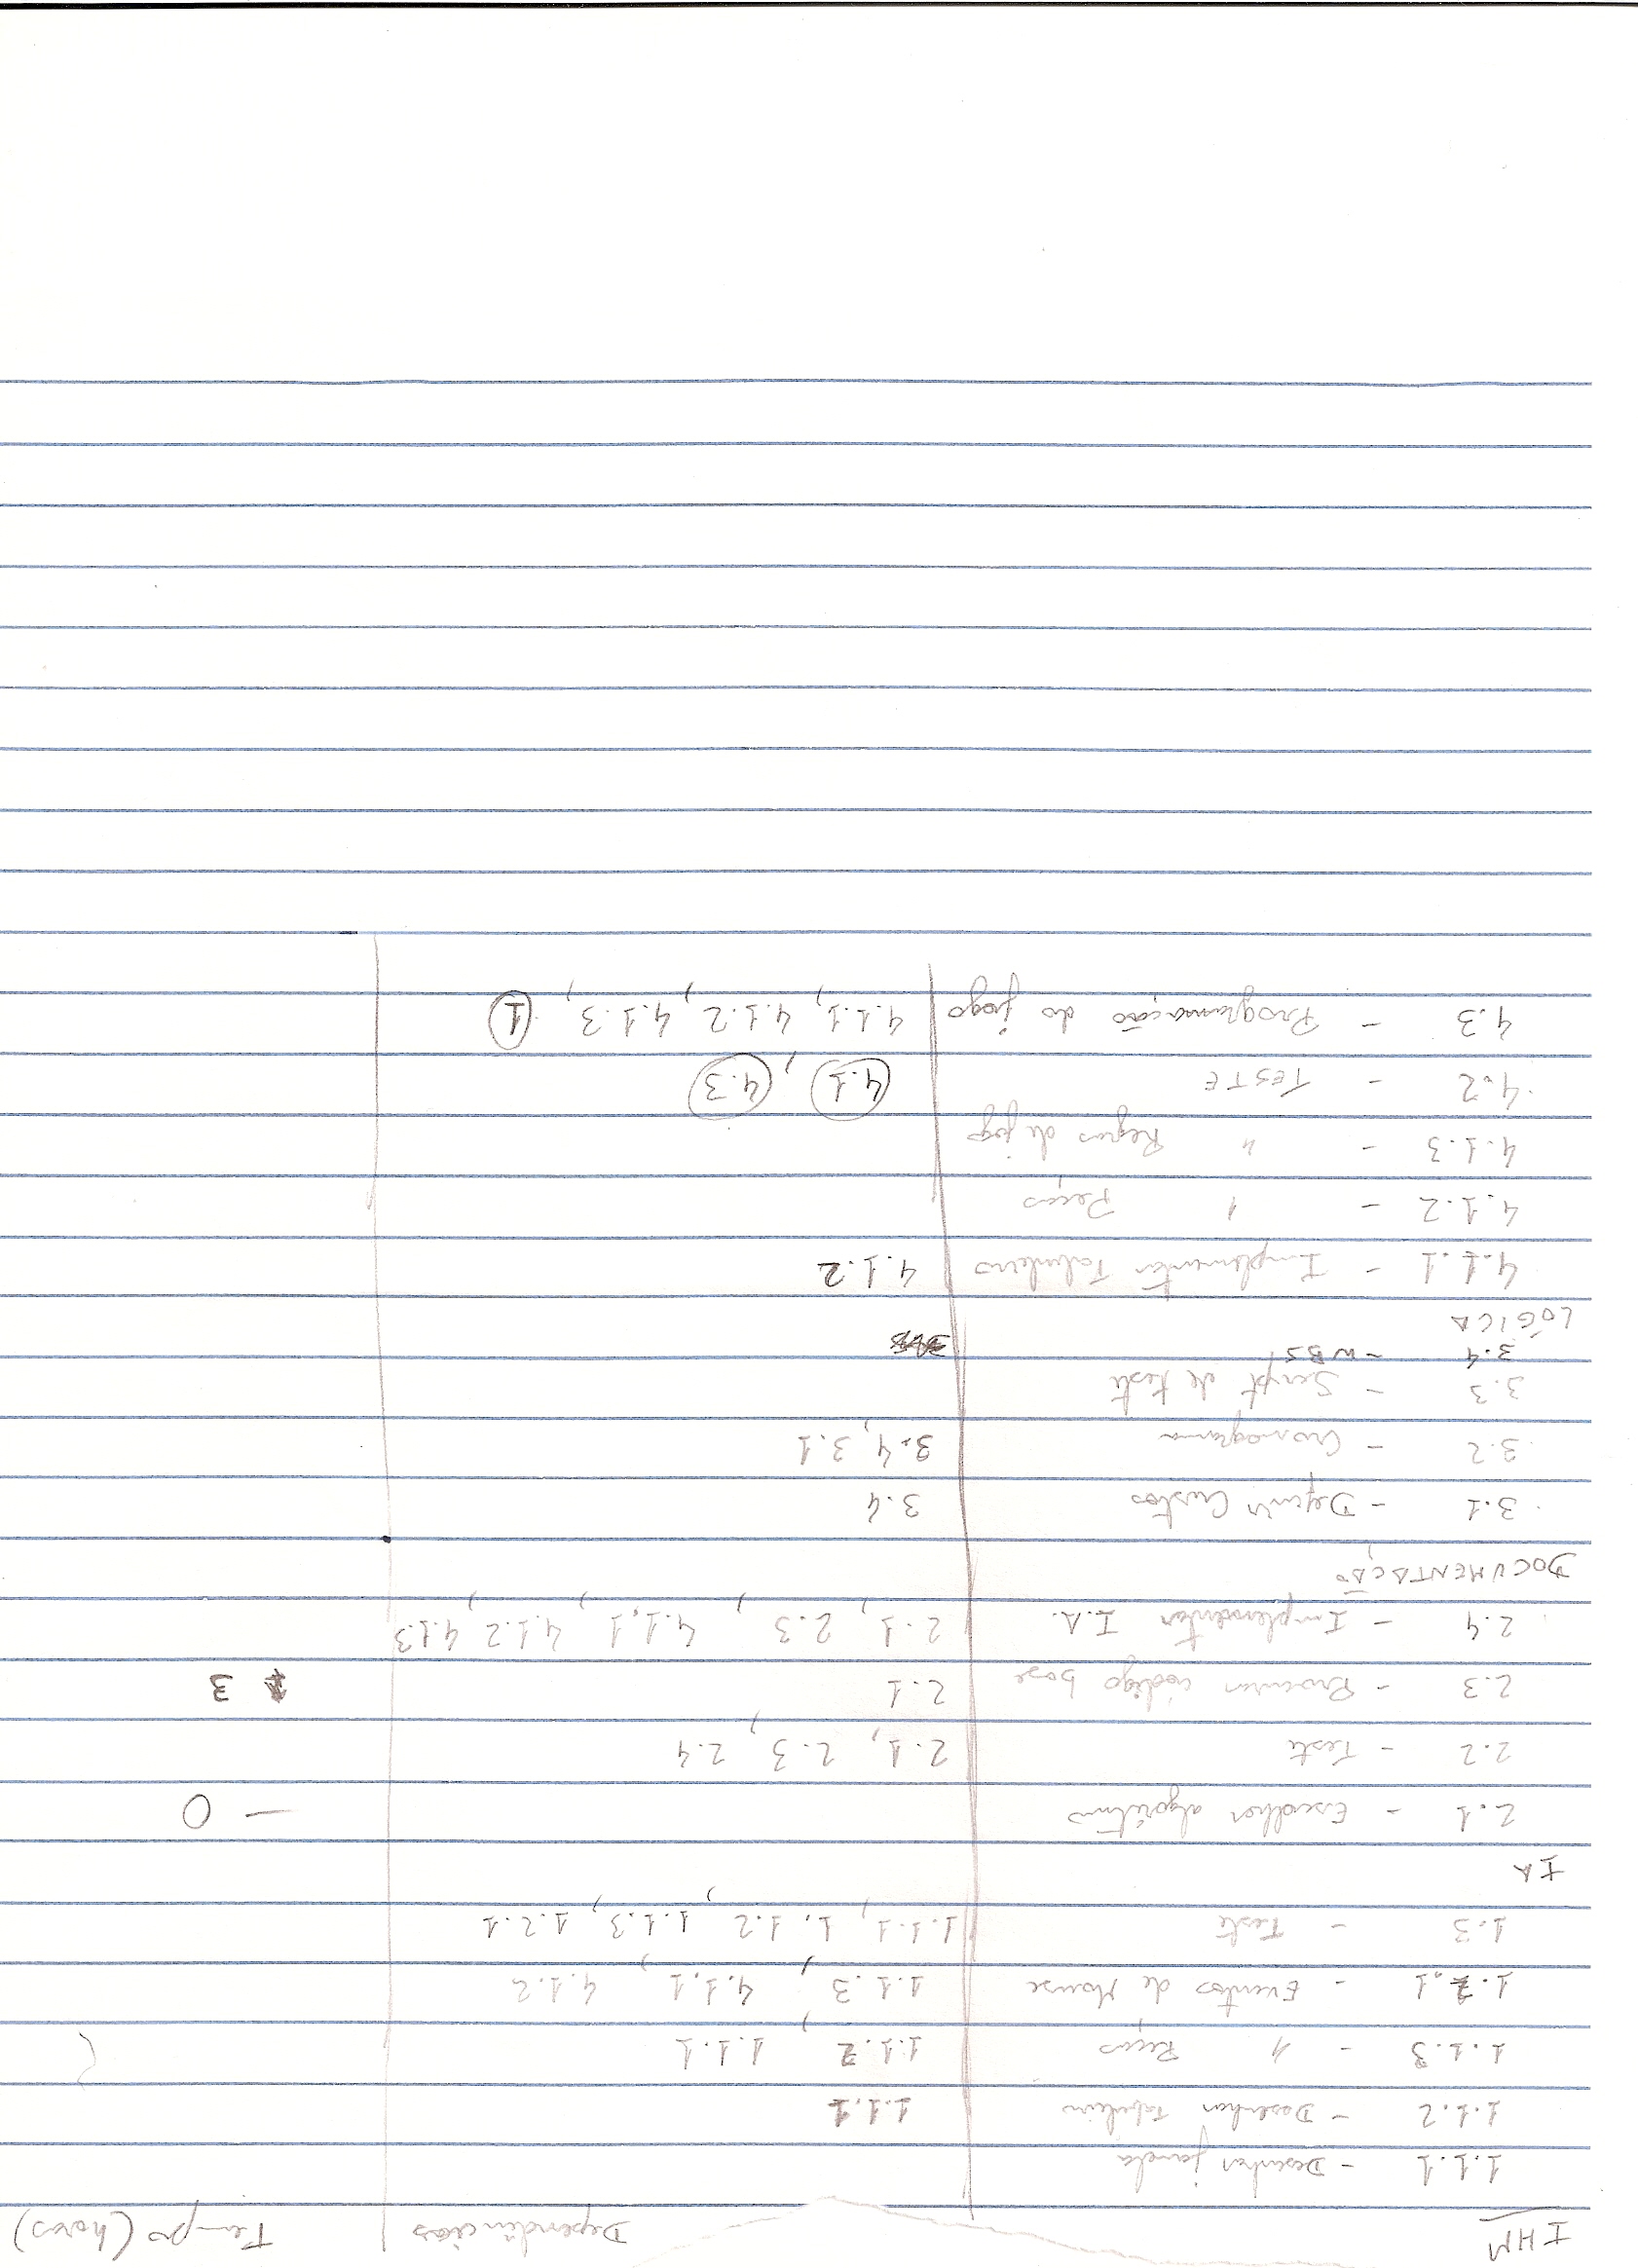 IHM Dependências Tempo (horas)
1.1.1 - Desenhar janela
1.1.2 - Desenhar Tabuleiro 1.1.1
1.1.3 - " Peças 1.1.2, 1.1.1
1.2.1 - Eventos de Mouse 1.1.3, 4.1.1, 4.1.2
1.3 - Teste 1.1.1, 1.1.2, 1.1.3, 1.2.1
IA
2.1 - Escolher algoritmo — 0
2.2 - Teste 2.1, 2.3, 2.4
2.3 - Procurar código base 2.1 3
2.4 - Implementar I.A. 2.1, 2.3, 4.1.1, 4.1.2, 4.1.3
DOCUMENTAÇÃO
3.1 - Definir Custos 3.4
3.2 - Cronograma 3.4, 3.1
3.3 - Script de teste
3.4 - WBS
LÓGICA
4.1.1 - Implementar Tabuleiro 4.1.2
4.1.2 - " Peças
4.1.3 - " Regras de jogo
4.2 - TESTE 4.1, 4.3
4.3 - Programação do jogo 4.1.1, 4.1.2, 4.1.3, 1